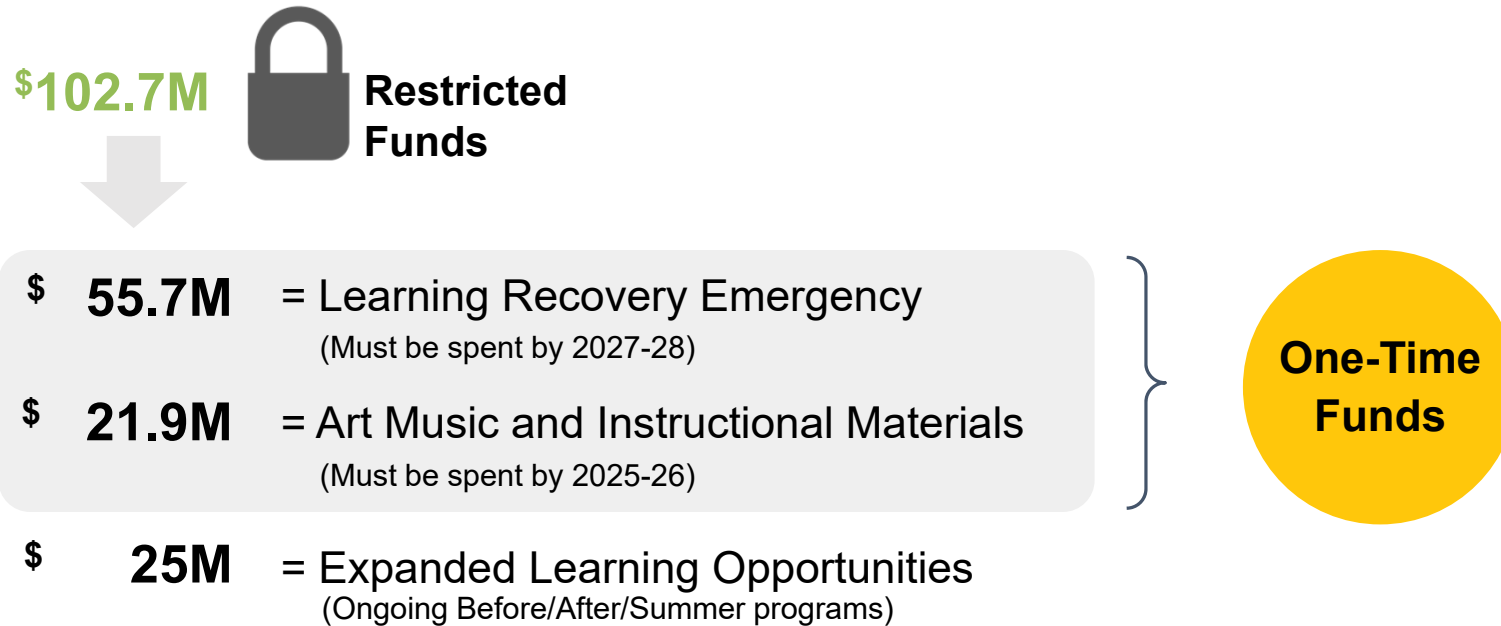 $102.7M
Restricted
Funds
$ 55.7M = Learning Recovery Emergency
(Must be spent by 2027-28)
$ 21.9M = Art Music and Instructional Materials
(Must be spent by 2025-26)
One-Time
Funds
$ 25M = Expanded Learning Opportunities
(Ongoing Before/After/Summer programs)